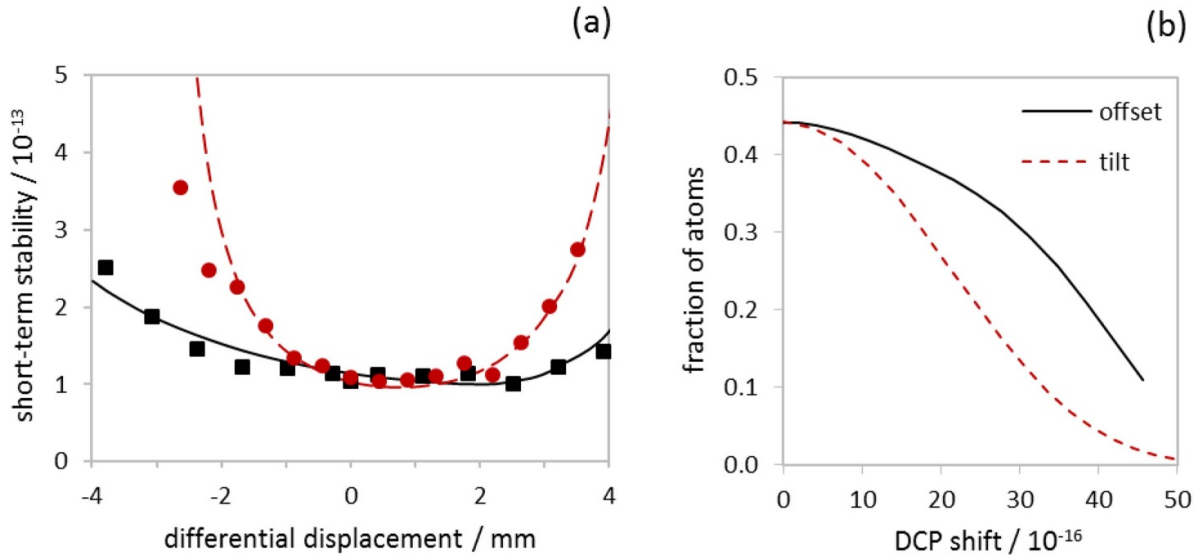 (a)
5
4
3
2
1
0
-4
-2
0
2
4
short-term stability / 10⁻¹³
differential displacement / mm
(b)
0.5
0.4
0.3
0.2
0.1
0.0
0
10
20
30
40
50
offset
tilt
fraction of atoms
DCP shift / 10⁻¹⁶